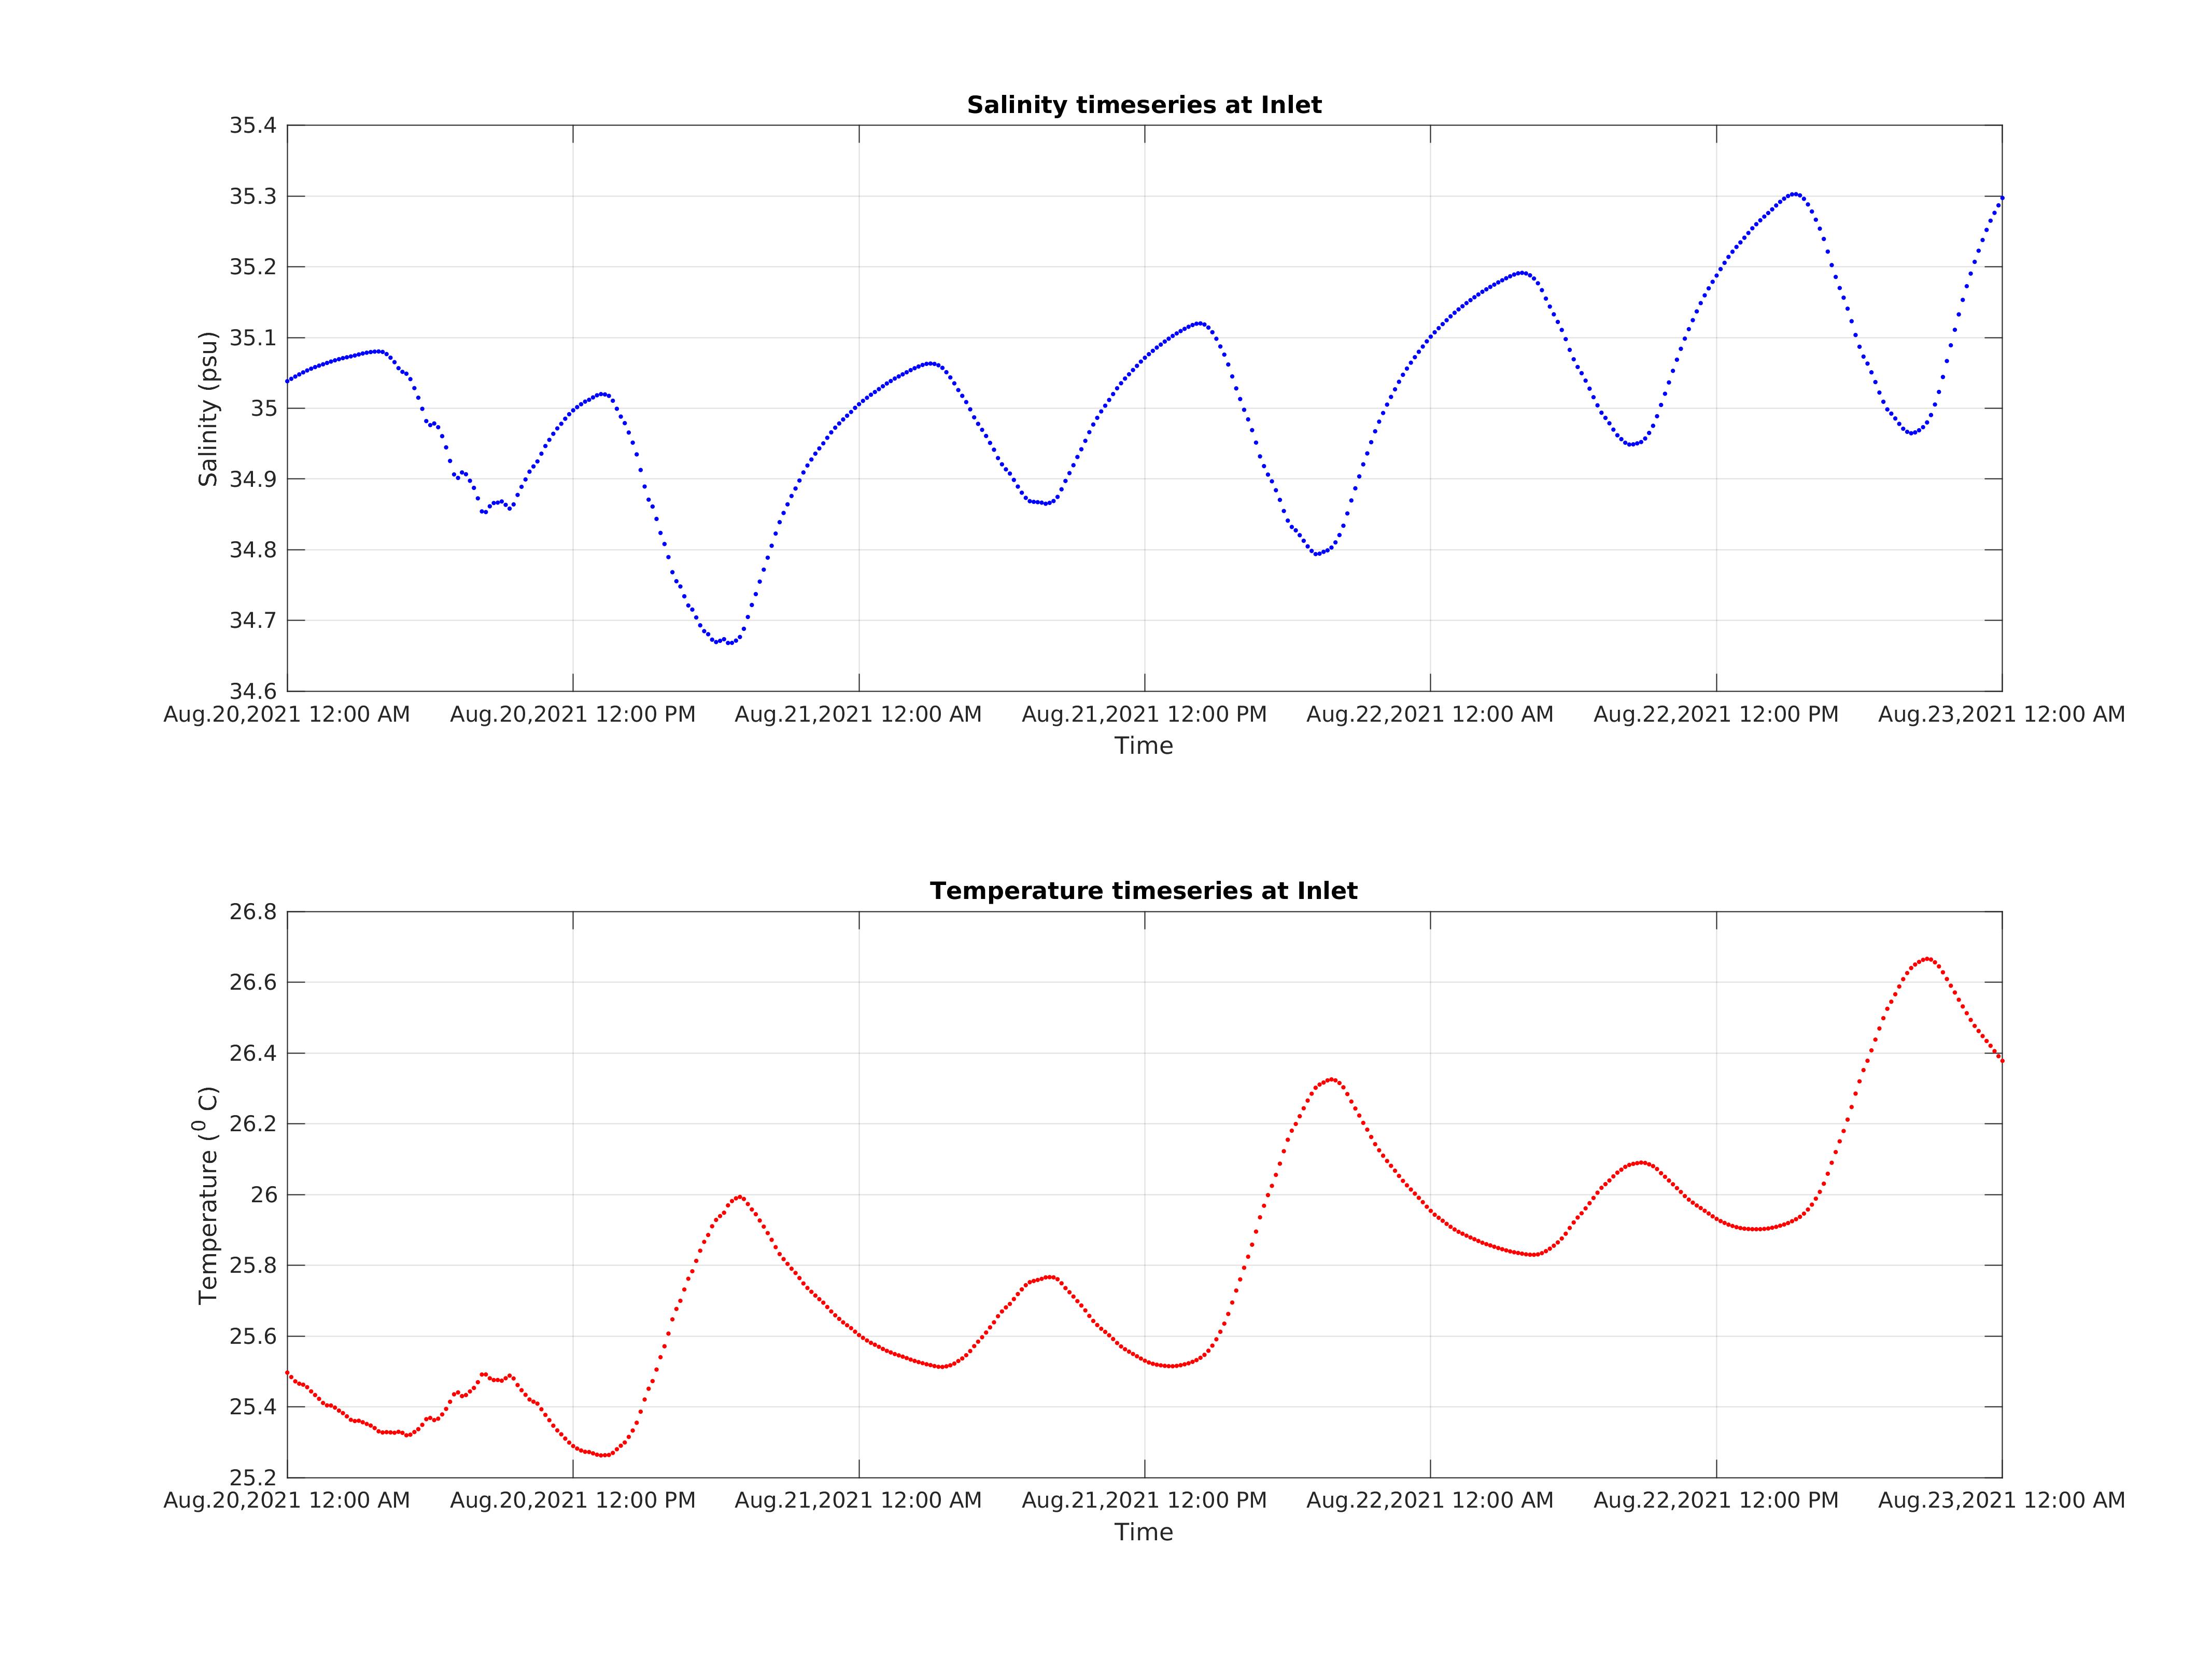 Salinity timeseries at Inlet
35.4
35.3
35.2
35.1
35
34.9
34.8
34.7
34.6
Salinity (psu)
Aug.20,2021 12:00 AM Aug.20,2021 12:00 PM Aug.21,2021 12:00 AM Aug.21,2021 12:00 PM Aug.22,2021 12:00 AM Aug.22,2021 12:00 PM Aug.23,2021 12:00 AM
Time
Temperature timeseries at Inlet
26.8
26.6
26.4
26.2
26
25.8
25.6
25.4
25.2
Temperature (⁰ C)
Aug.20,2021 12:00 AM Aug.20,2021 12:00 PM Aug.21,2021 12:00 AM Aug.21,2021 12:00 PM Aug.22,2021 12:00 AM Aug.22,2021 12:00 PM Aug.23,2021 12:00 AM
Time